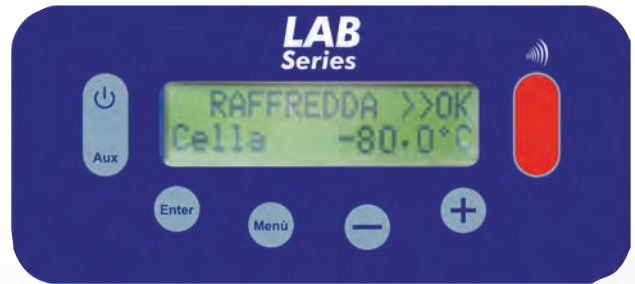 LAB
Series
RAFFREDDA >>OK
Cella -80.0°C
Aux
Enter
Menù